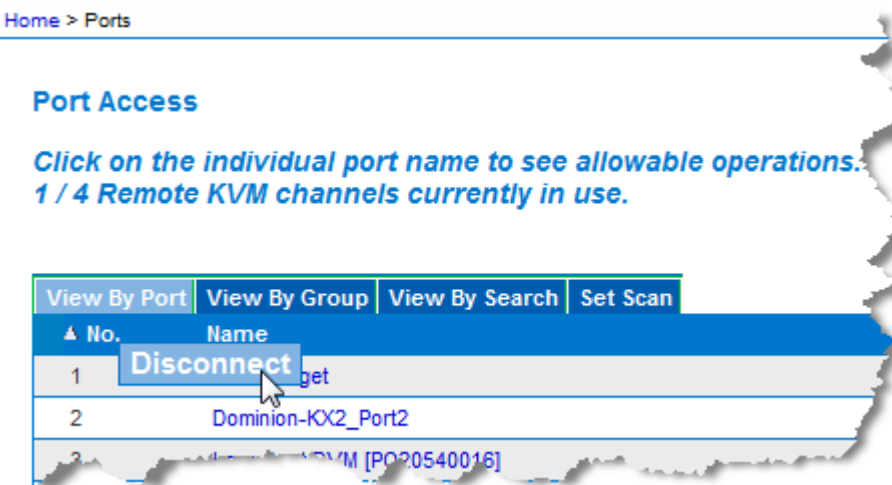 Home > Ports
Port Access
Click on the individual port name to see allowable operations.
1 / 4 Remote KVM channels currently in use.
View By Port View By Group View By Search Set Scan
▲ No. Name
Disconnect
1 get
2 Dominion-KX2_Port2
3 [PQ20540016]